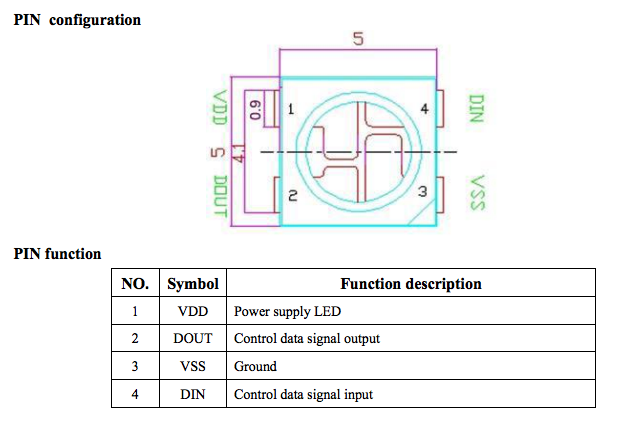 PIN configuration
5
VDD
0.9
1
4
DIN
5
4.1
DOUT
2
3
VSS
PIN function
NO. Symbol Function description
1 VDD Power supply LED
2 DOUT Control data signal output
3 VSS Ground
4 DIN Control data signal input